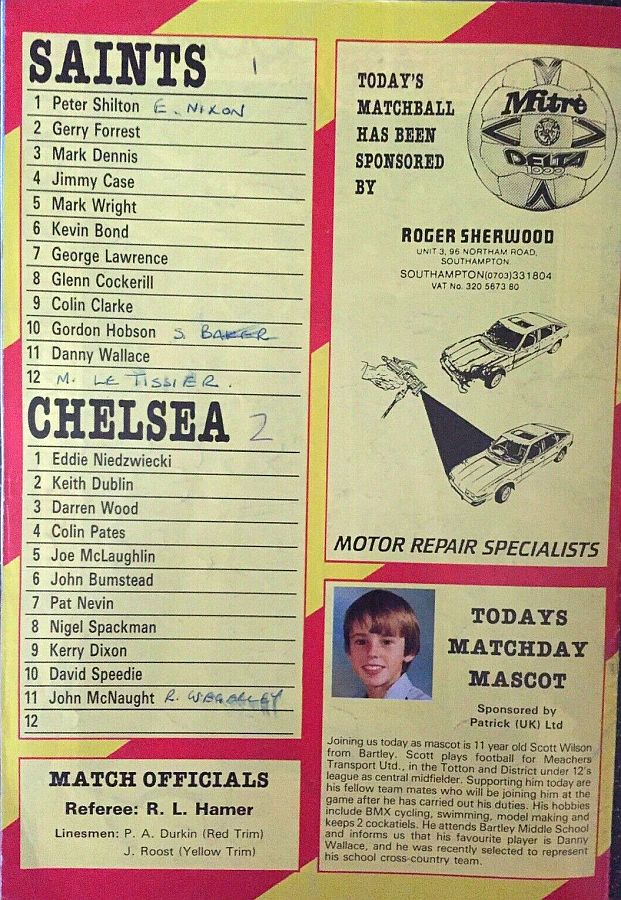 SAINTS 1
1 Peter Shilton E. NIXON
2 Gerry Forrest
3 Mark Dennis
4 Jimmy Case
5 Mark Wright
6 Kevin Bond
7 George Lawrence
8 Glenn Cockerill
9 Colin Clarke
10 Gordon Hobson S. BAKER
11 Danny Wallace
12 M. LE TISSIER.
CHELSEA 2
1 Eddie Niedzwiecki
2 Keith Dublin
3 Darren Wood
4 Colin Pates
5 Joe McLaughlin
6 John Bumstead
7 Pat Nevin
8 Nigel Spackman
9 Kerry Dixon
10 David Speedie
11 John McNaught R. WEGERLEY
12
MATCH OFFICIALS
Referee: R. L. Hamer
Linesmen: P. A. Durkin (Red Trim)
J. Roost (Yellow Trim)
TODAY'S
MATCHBALL
HAS BEEN
SPONSORED
BY
Mitre
DELTA
1000
ROGER SHERWOOD
UNIT 3, 96 NORTHAM ROAD,
SOUTHAMPTON.
SOUTHAMPTON(0703)331804
VAT No. 320 5673 80
MOTOR REPAIR SPECIALISTS
TODAYS
MATCHDAY
MASCOT
Sponsored by
Patrick (UK) Ltd
Joining us today as mascot is 11 year old Scott Wilson
from Bartley. Scott plays football for Meachers
Transport Utd., in the Totton and District under 12's
league as central midfielder. Supporting him today are
his fellow team mates who will be joining him at the
game after he has carried out his duties. His hobbies
include BMX cycling, swimming, model making and
keeps 2 cockatiels. He attends Bartley Middle School
and informs us that his favourite player is Danny
Wallace, and he was recently selected to represent
his school cross-country team.